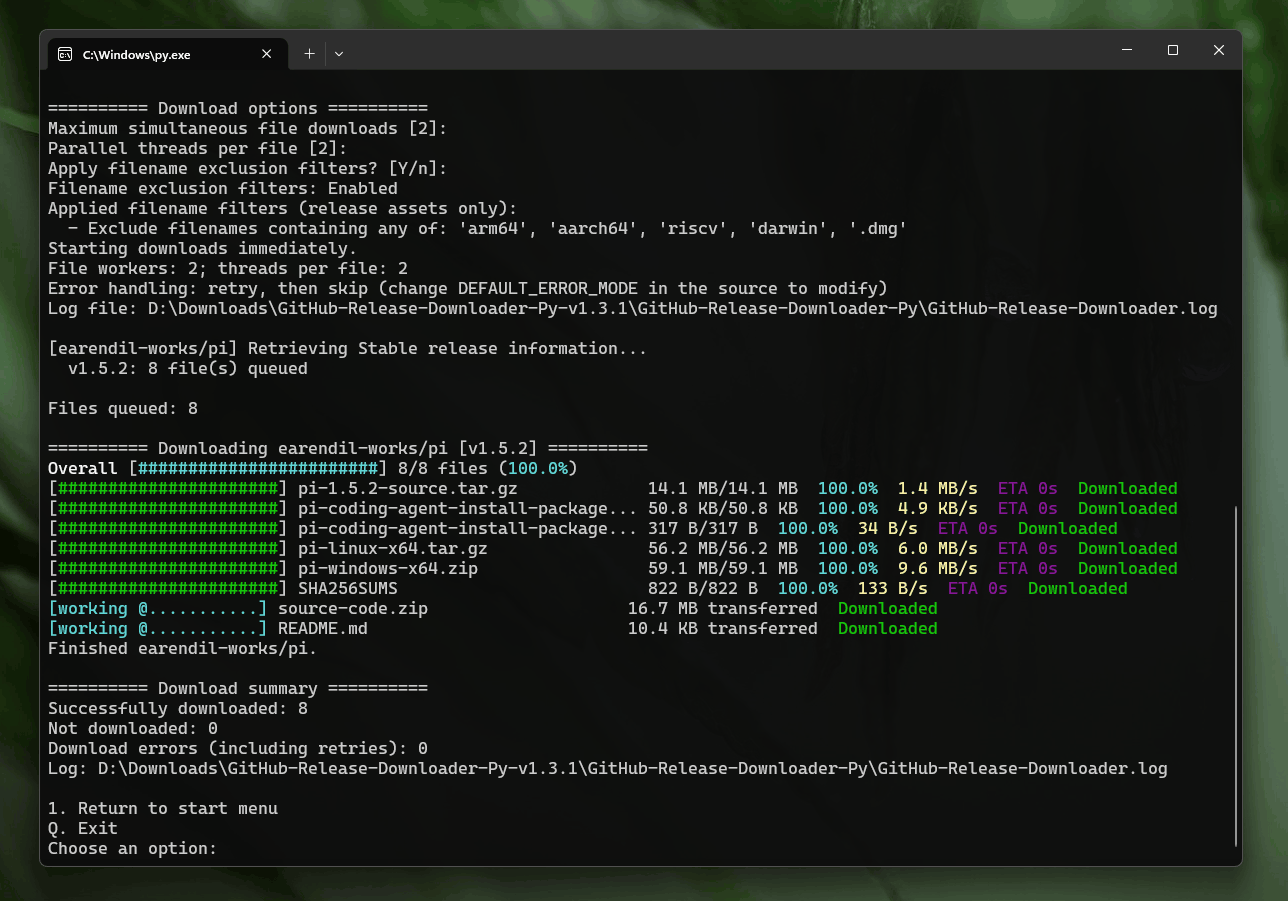 C:\Windows\py.exe
========== Download options ==========
Maximum simultaneous file downloads [2]:
Parallel threads per file [2]:
Apply filename exclusion filters? [Y/n]:
Filename exclusion filters: Enabled
Applied filename filters (release assets only):
  - Exclude filenames containing any of: 'arm64', 'aarch64', 'riscv', 'darwin', '.dmg'
Starting downloads immediately.
File workers: 2; threads per file: 2
Error handling: retry, then skip (change DEFAULT_ERROR_MODE in the source to modify)
Log file: D:\Downloads\GitHub-Release-Downloader-Py-v1.3.1\GitHub-Release-Downloader-Py\GitHub-Release-Downloader.log
[earendil-works/pi] Retrieving Stable release information...
  v1.5.2: 8 file(s) queued
Files queued: 8
========== Downloading earendil-works/pi [v1.5.2] ==========
Overall [########################] 8/8 files (100.0%)
[######################] pi-1.5.2-source.tar.gz             14.1 MB/14.1 MB  100.0%  1.4 MB/s  ETA 0s  Downloaded
[######################] pi-coding-agent-install-package... 50.8 KB/50.8 KB  100.0%  4.9 KB/s  ETA 0s  Downloaded
[######################] pi-coding-agent-install-package... 317 B/317 B  100.0%  34 B/s  ETA 0s  Downloaded
[######################] pi-linux-x64.tar.gz                56.2 MB/56.2 MB  100.0%  6.0 MB/s  ETA 0s  Downloaded
[######################] pi-windows-x64.zip                 59.1 MB/59.1 MB  100.0%  9.6 MB/s  ETA 0s  Downloaded
[######################] SHA256SUMS                         822 B/822 B  100.0%  133 B/s  ETA 0s  Downloaded
[working @...........] source-code.zip                    16.7 MB transferred  Downloaded
[working @...........] README.md                          10.4 KB transferred  Downloaded
Finished earendil-works/pi.
========== Download summary ==========
Successfully downloaded: 8
Not downloaded: 0
Download errors (including retries): 0
Log: D:\Downloads\GitHub-Release-Downloader-Py-v1.3.1\GitHub-Release-Downloader-Py\GitHub-Release-Downloader.log
1. Return to start menu
Q. Exit
Choose an option: